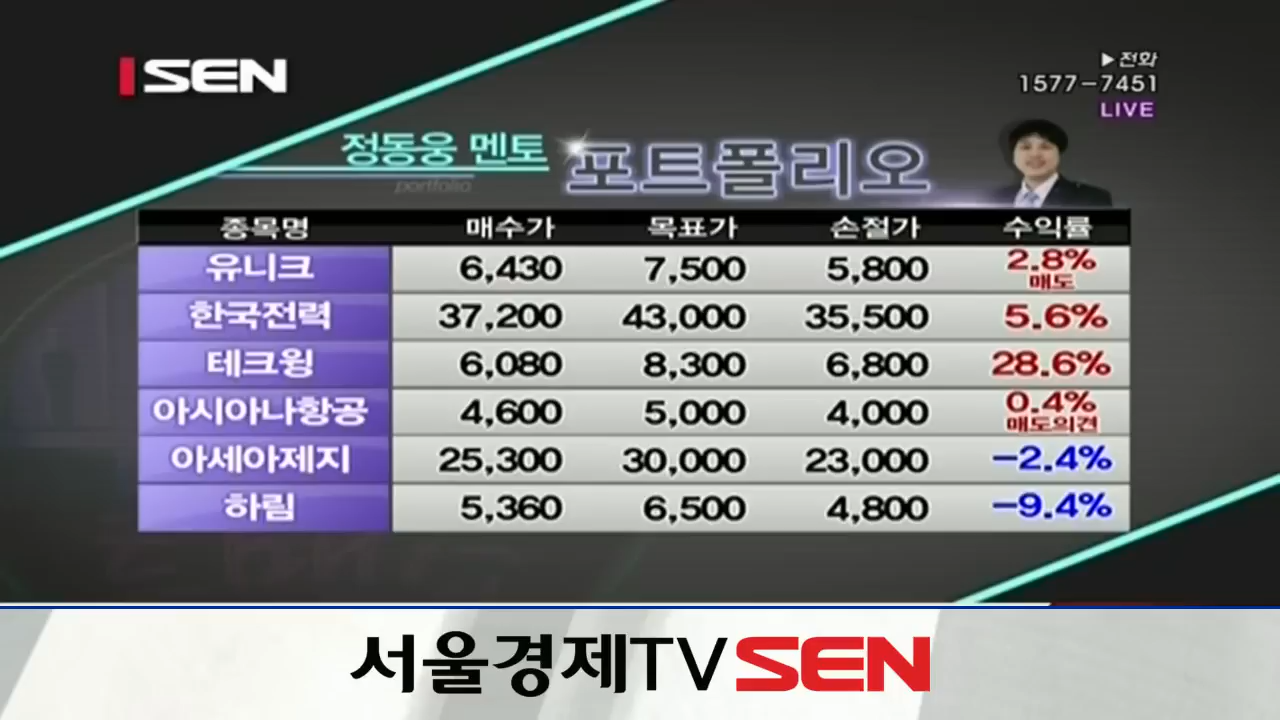 SEN
▶전화
1577-7451
LIVE
정동웅 멘토 포트폴리오
portfolio
종목명 매수가 목표가 손절가 수익률
유니크 6,430 7,500 5,800 2.8% 매도
한국전력 37,200 43,000 35,500 5.6%
테크윙 6,080 8,300 6,800 28.6%
아시아나항공 4,600 5,000 4,000 0.4% 매도의견
아세아제지 25,300 30,000 23,000 -2.4%
하림 5,360 6,500 4,800 -9.4%
서울경제TV SEN